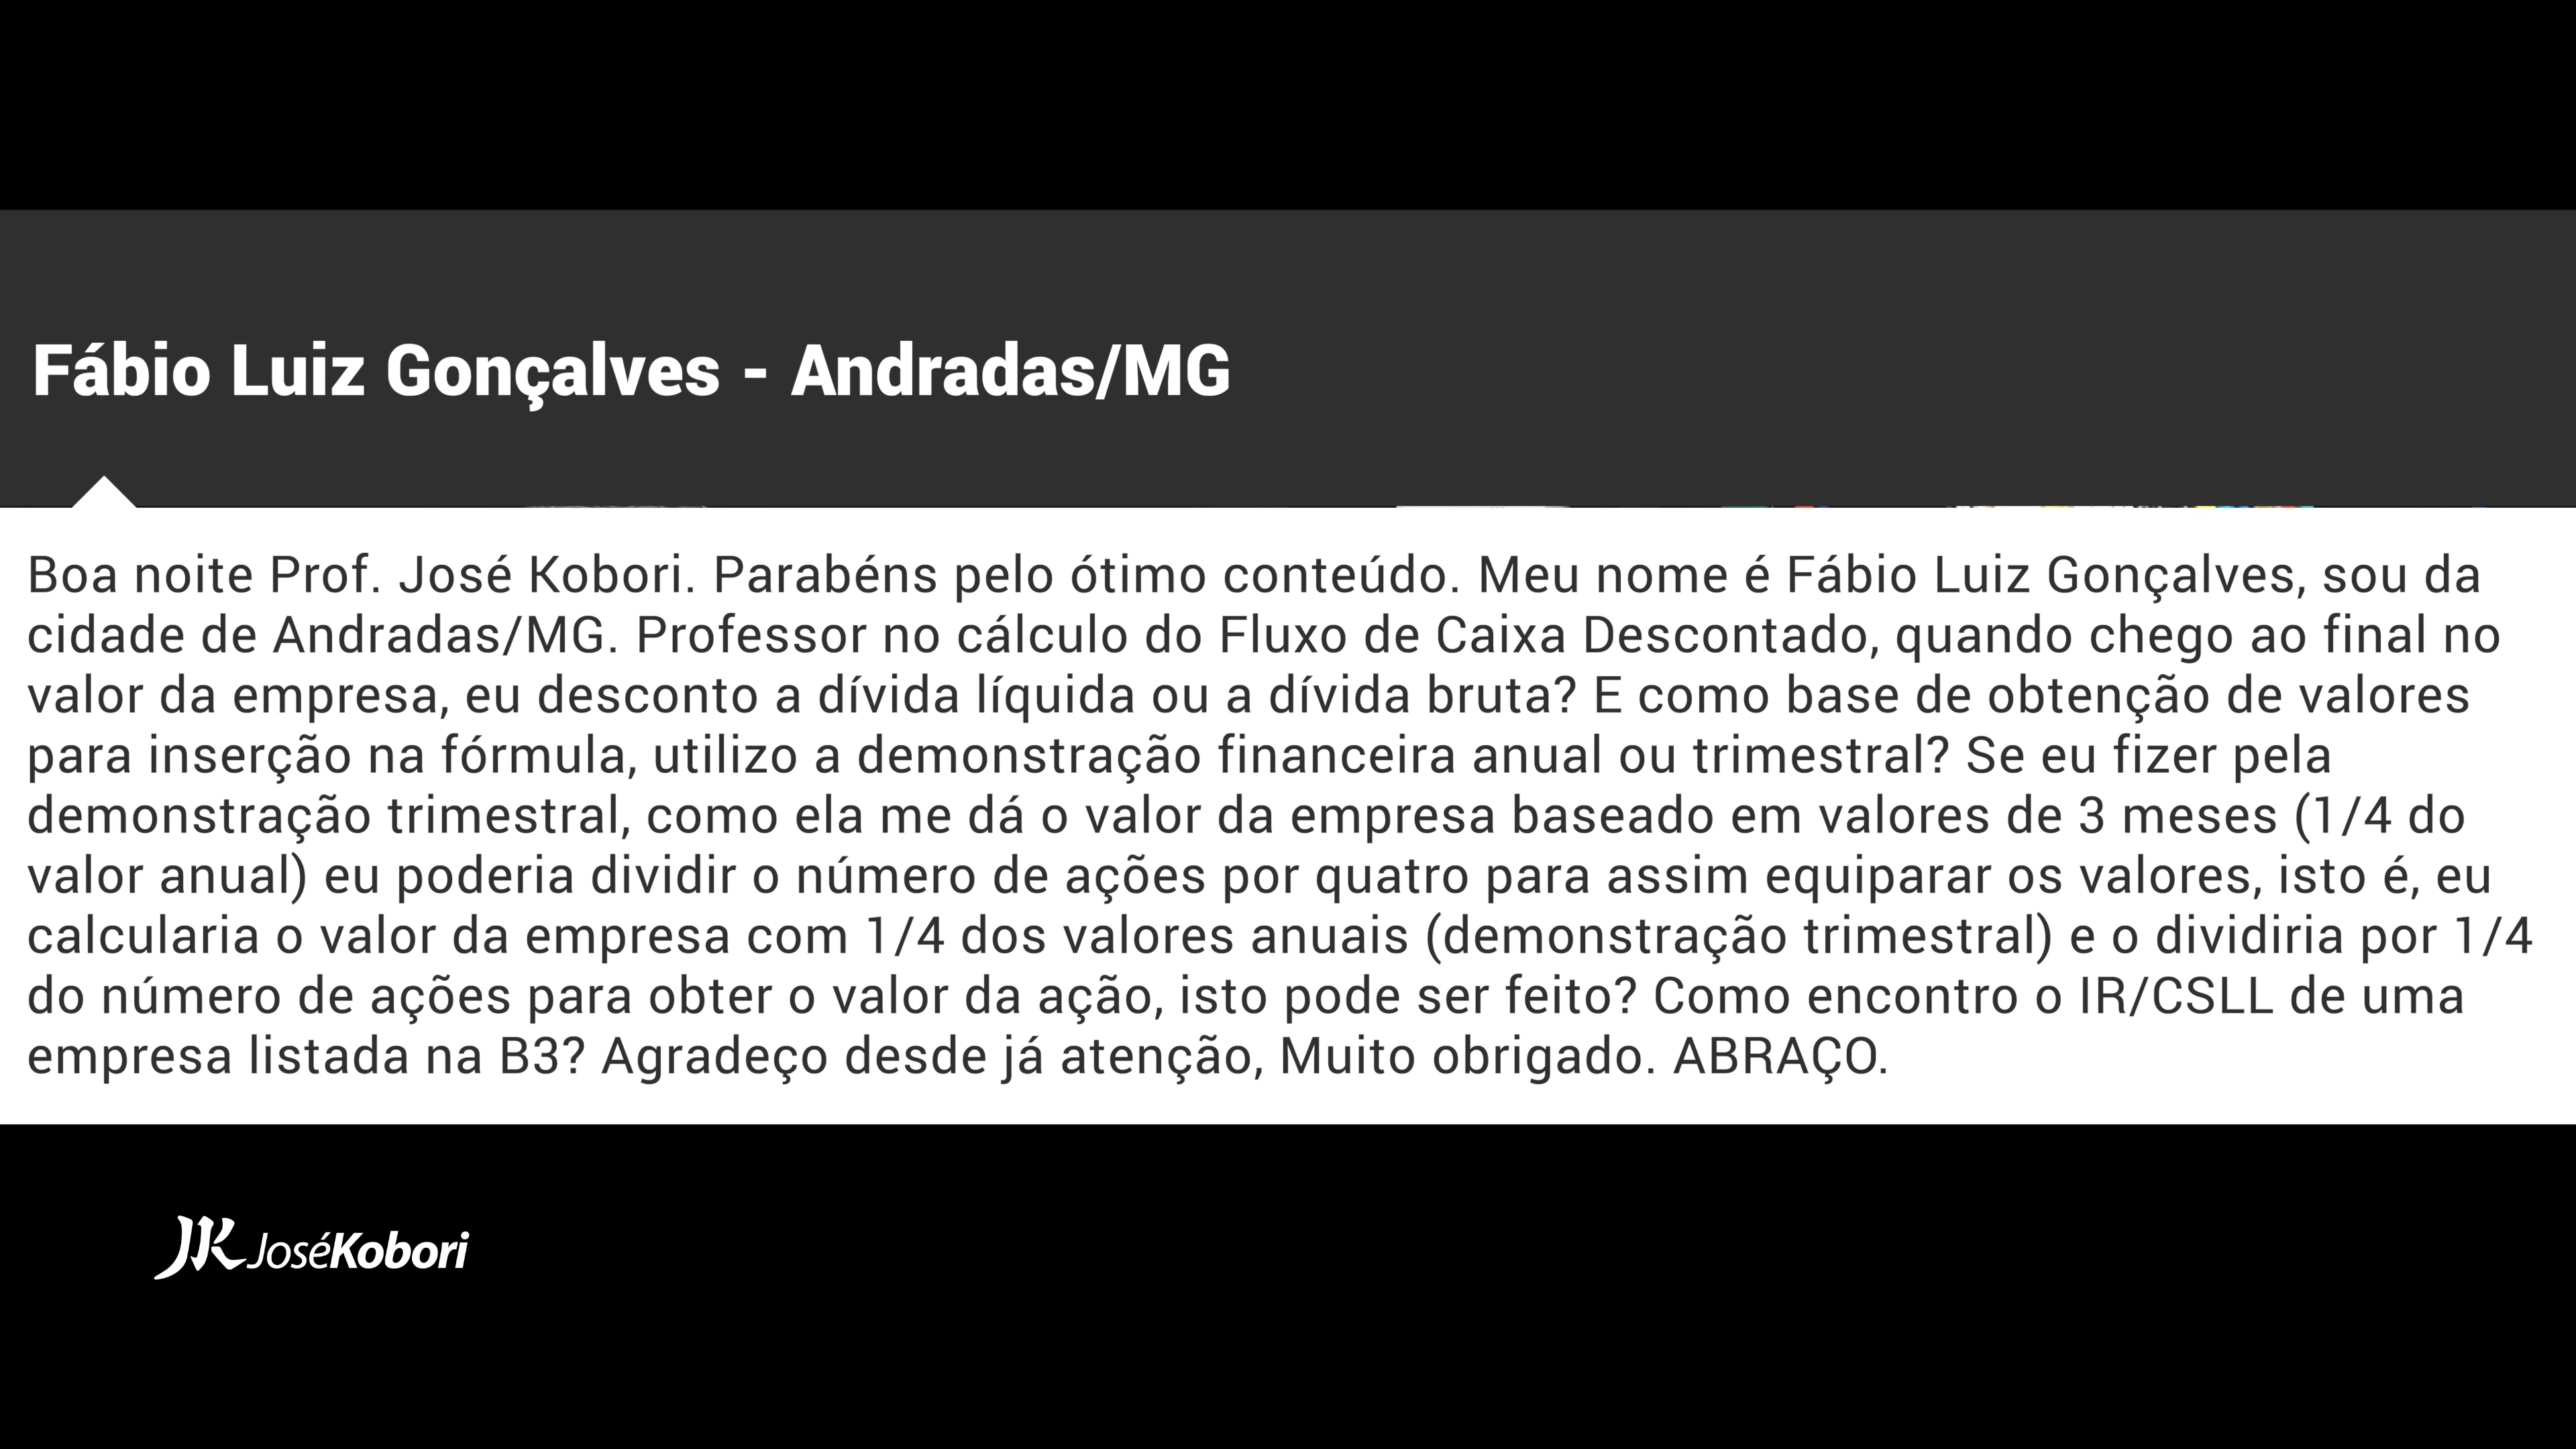 Fábio Luiz Gonçalves - Andradas/MG
Boa noite Prof. José Kobori. Parabéns pelo ótimo conteúdo. Meu nome é Fábio Luiz Gonçalves, sou da
cidade de Andradas/MG. Professor no cálculo do Fluxo de Caixa Descontado, quando chego ao final no
valor da empresa, eu desconto a dívida líquida ou a dívida bruta? E como base de obtenção de valores
para inserção na fórmula, utilizo a demonstração financeira anual ou trimestral? Se eu fizer pela
demonstração trimestral, como ela me dá o valor da empresa baseado em valores de 3 meses (1/4 do
valor anual) eu poderia dividir o número de ações por quatro para assim equiparar os valores, isto é, eu
calcularia o valor da empresa com 1/4 dos valores anuais (demonstração trimestral) e o dividiria por 1/4
do número de ações para obter o valor da ação, isto pode ser feito? Como encontro o IR/CSLL de uma
empresa listada na B3? Agradeço desde já atenção, Muito obrigado. ABRAÇO.
JK JoséKobori